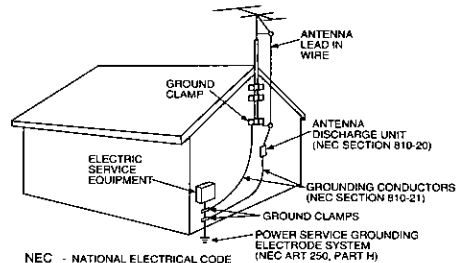 ANTENNA
LEAD IN
WIRE
GROUND
CLAMP
ANTENNA
DISCHARGE UNIT
(NEC SECTION 810-20)
ELECTRIC
SERVICE
EQUIPMENT
GROUNDING CONDUCTORS
(NEC SECTION 810-21)
GROUND CLAMPS
POWER SERVICE GROUNDING
ELECTRODE SYSTEM
(NEC ART 250, PART H)
NEC - NATIONAL ELECTRICAL CODE